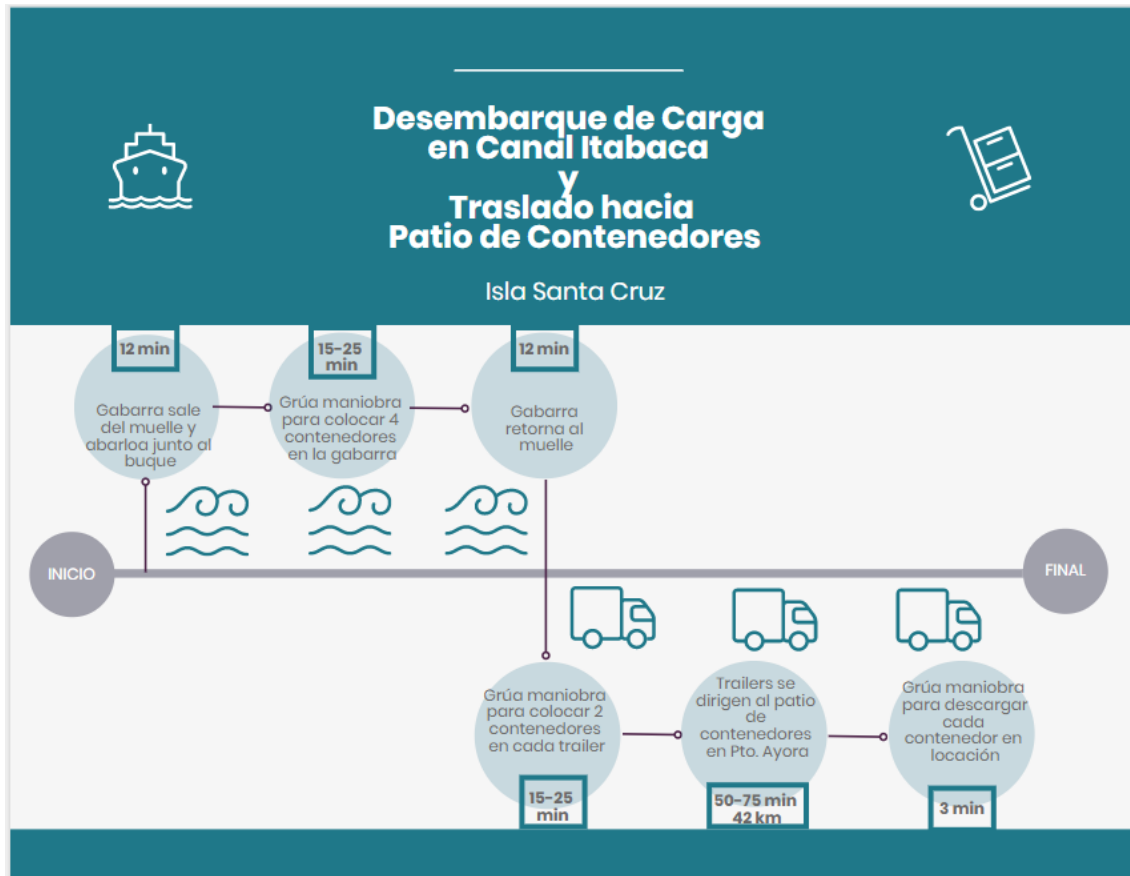 Desembarque de Carga
en Canal Itabaca
y
Traslado hacia
Patio de Contenedores
Isla Santa Cruz
12 min
Gabarra sale
del muelle y
abarloa junto al
buque
15-25
min
Grúa maniobra
para colocar 4
contenedores
en la gabarra
12 min
Gabarra
retorna al
muelle
INICIO
FINAL
Grúa maniobra
para colocar 2
contenedores
en cada trailer
15-25
min
Trailers se
dirigen al patio
de
contenedores
en Pto. Ayora
50-75 min
42 km
Grúa maniobra
para descargar
cada
contenedor en
locación
3 min